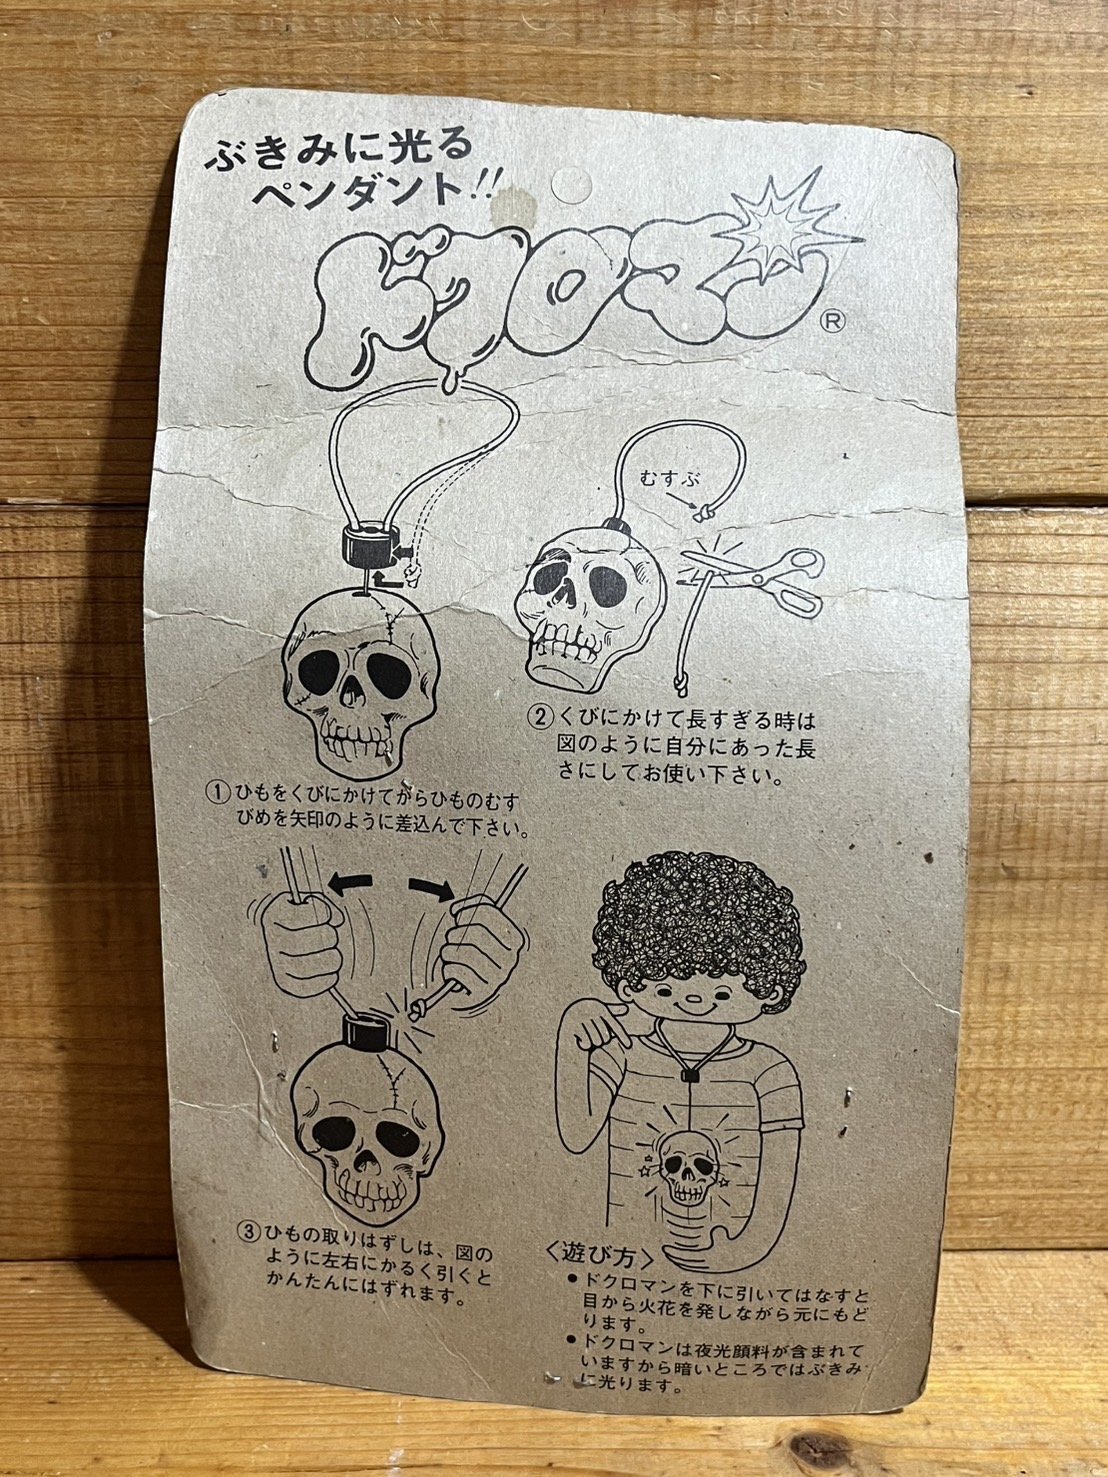 ぶきみに光る
ペンダント!!
ドクロマン
®
むすぶ
①ひもをくびにかけてからひものむす
びめを矢印のように差込んで下さい。
②くびにかけて長すぎる時は
図のように自分にあった長
さにしてお使い下さい。
③ひもの取りはずしは、図の
ように左右にかるく引くと
かんたんにはずれます。
〈遊び方〉
●ドクロマンを下に引いてはなすと
目から火花を発しながら元にもど
ります。
●ドクロマンは夜光顔料が含まれて
いますから暗いところではぶきみ
に光ります。